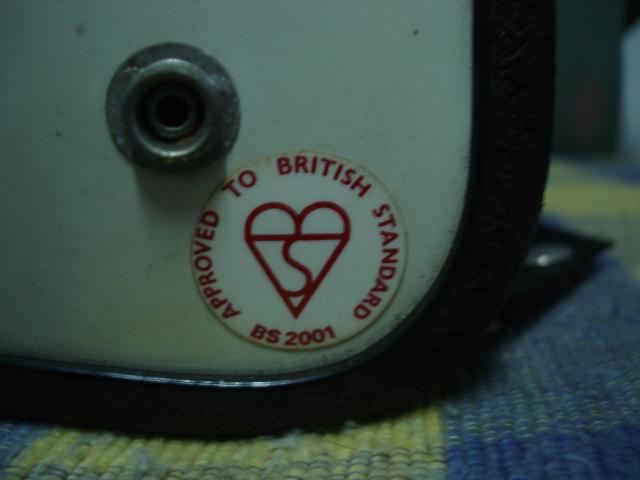 APPROVED TO BRITISH STANDARD
BS 2001